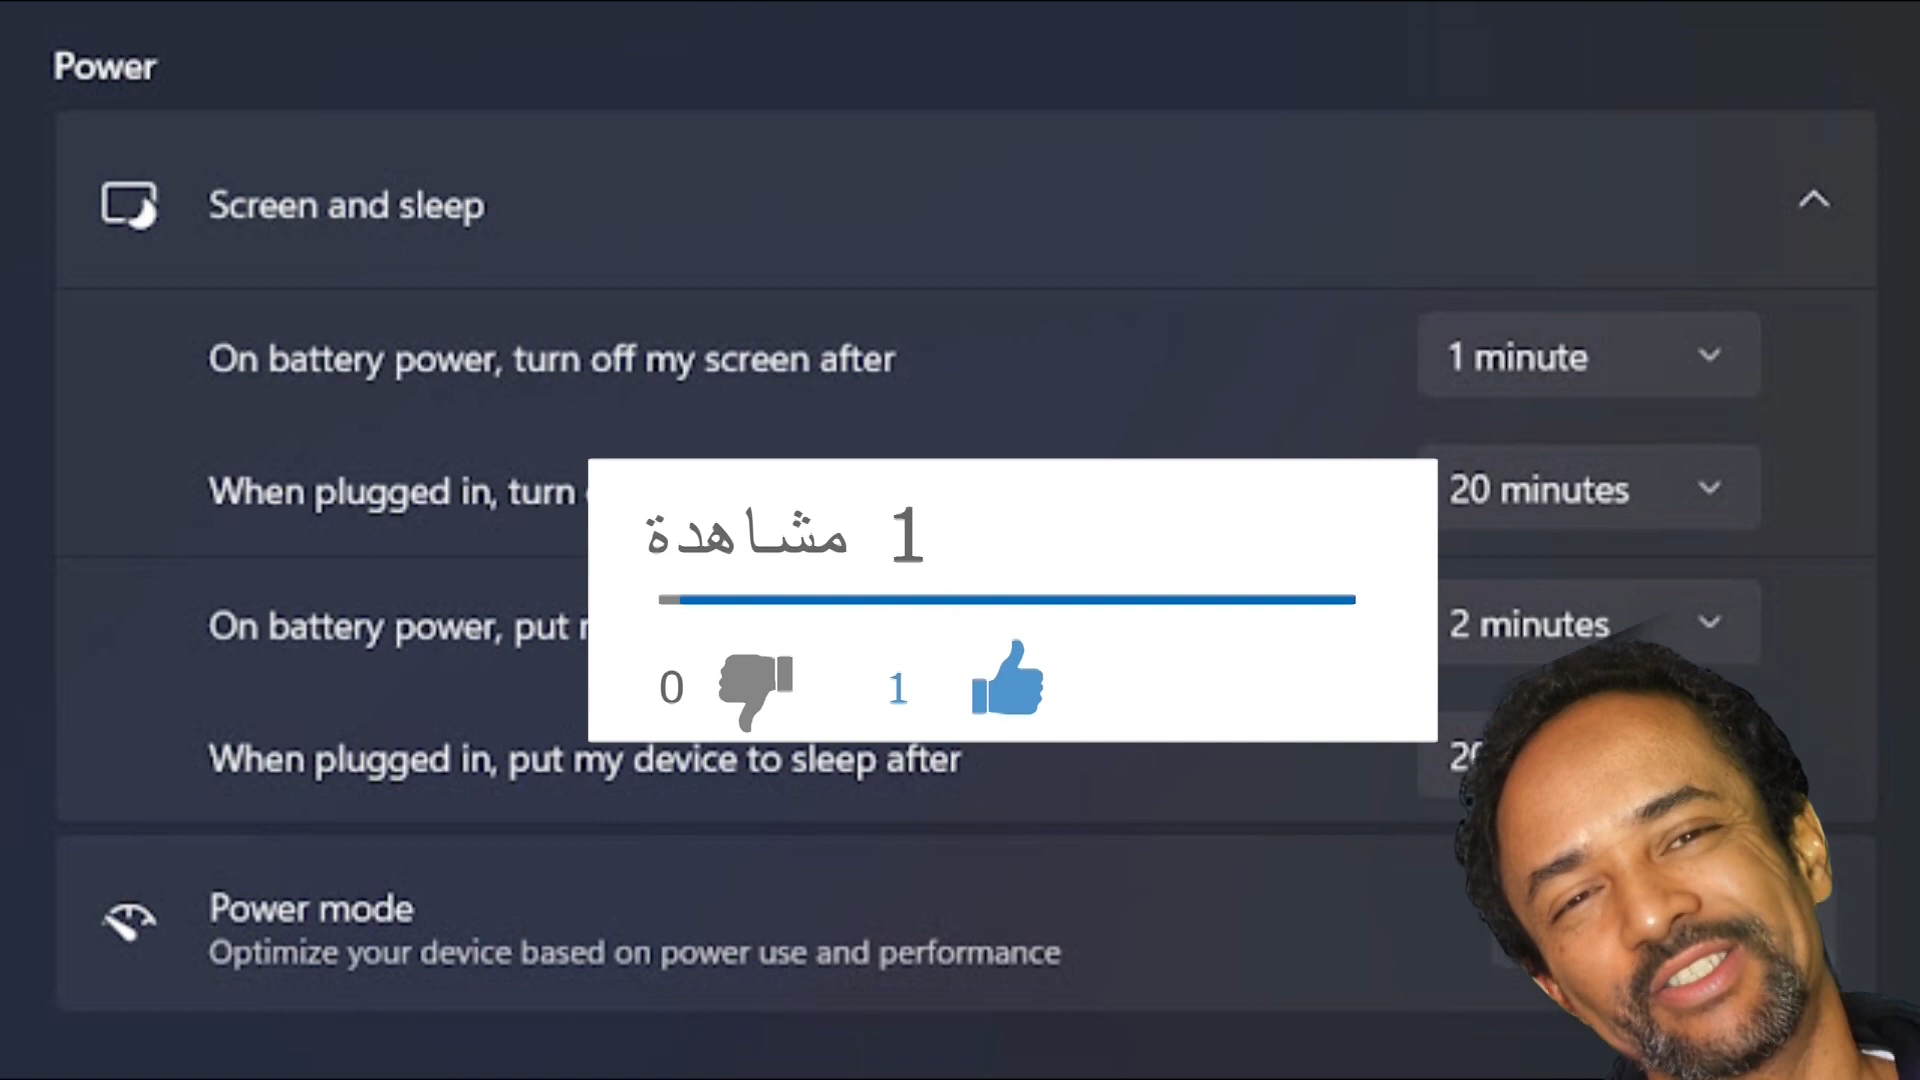 Power
Screen and sleep
On battery power, turn off my screen after
1 minute
When plugged in, turn
20 minutes
1 مشاهدة
On battery power, put
2 minutes
0
1
When plugged in, put my device to sleep after
20
Power mode
Optimize your device based on power use and performance